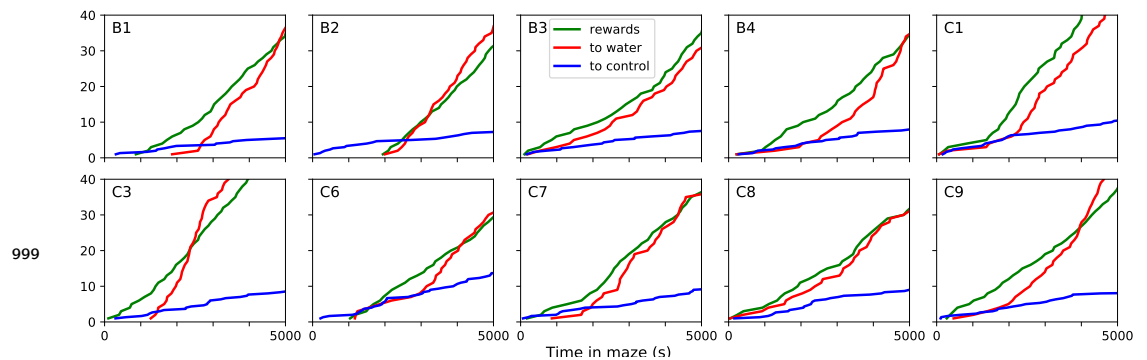 B1 B2 B3 B4 C1
rewards
to water
to control
40
30
20
10
0
C3 C6 C7 C8 C9
40
30
20
10
0
999
0 5000 0 5000 0 5000 0 5000 0 5000
Time in maze (s)